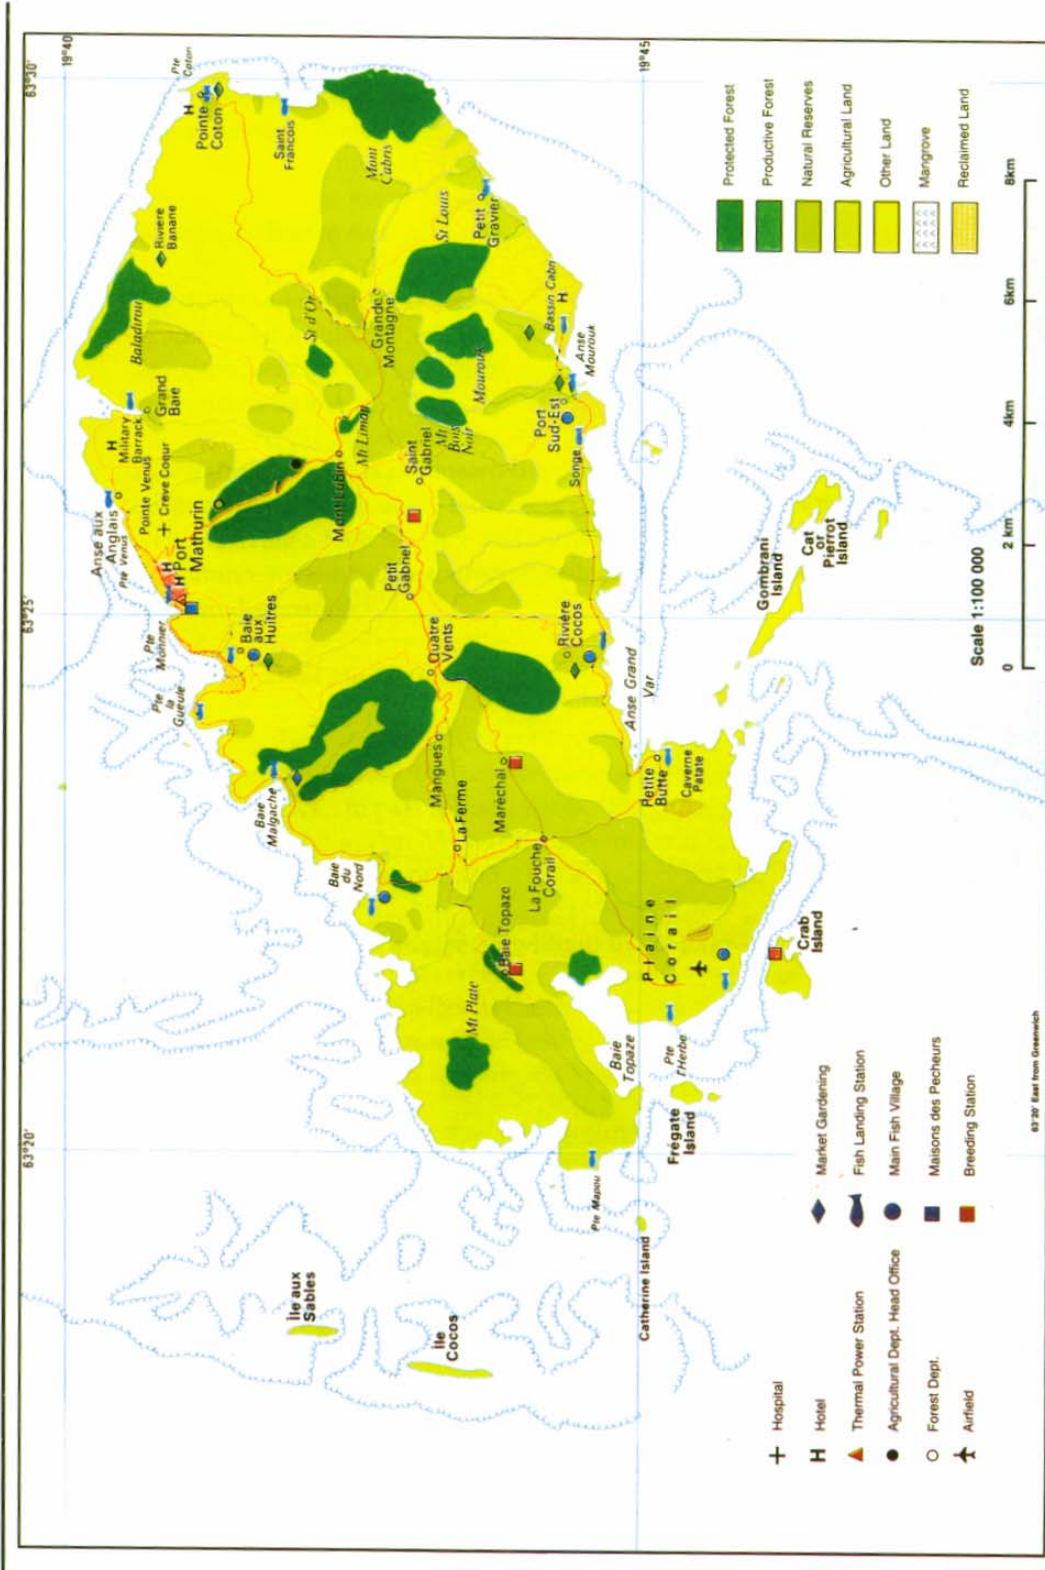 63°20'
63°25'
63°30'
19°40
19°45
Île aux
Sables
Île
Cocos
Catherine Island
Pte Mapou
Frégate
Island
Baie
Topaze
Pte
l'Herbe
Mt Plate
Baie Topaze
Plaine
Corail
Crab
Island
Baie
du
Nord
La Fouche
Corail
La Ferme
Maréchal
Mangues
Baie
Malgache
Petite
Butte
Caverne
Patate
Anse Grand
Var
Quatre
Vents
Rivière
Cocos
Pte
la
Gueule
Pte
Monier
Baie
aux
Huitres
Petit
Gabriel
Port
Mathurin
H
H
Creve Coeur
Pointe Venus
Pte Venus
Anse aux
Anglais
H
Military
Barrack
Grand
Baie
Mont Lubin
Mt Limon
Saint
Gabriel
Mt
Bois
Noir
Songe
Port
Sud-Est
Anse
Mourouk
Mourouk
Bassin Cabri
H
Grande
Montagne
St d'Or
Baladirou
Riviere
Banane
St Louis
Petit
Gravier
Mont
Cabris
Saint
Francois
H
Pointe
Coton
Pte
Coton
Gombrani
Island
Cat
or
Pierrot
Island
Hospital
H Hotel
Thermal Power Station
Agricultural Dept. Head Office
Forest Dept.
Airfield
Market Gardening
Fish Landing Station
Main Fish Village
Maisons des Pecheurs
Breeding Station
Protected Forest
Productive Forest
Natural Reserves
Agricultural Land
Other Land
Mangrove
Reclaimed Land
Scale 1:100 000
0 2 km 4km 6km 8km
63°20' East from Greenwich